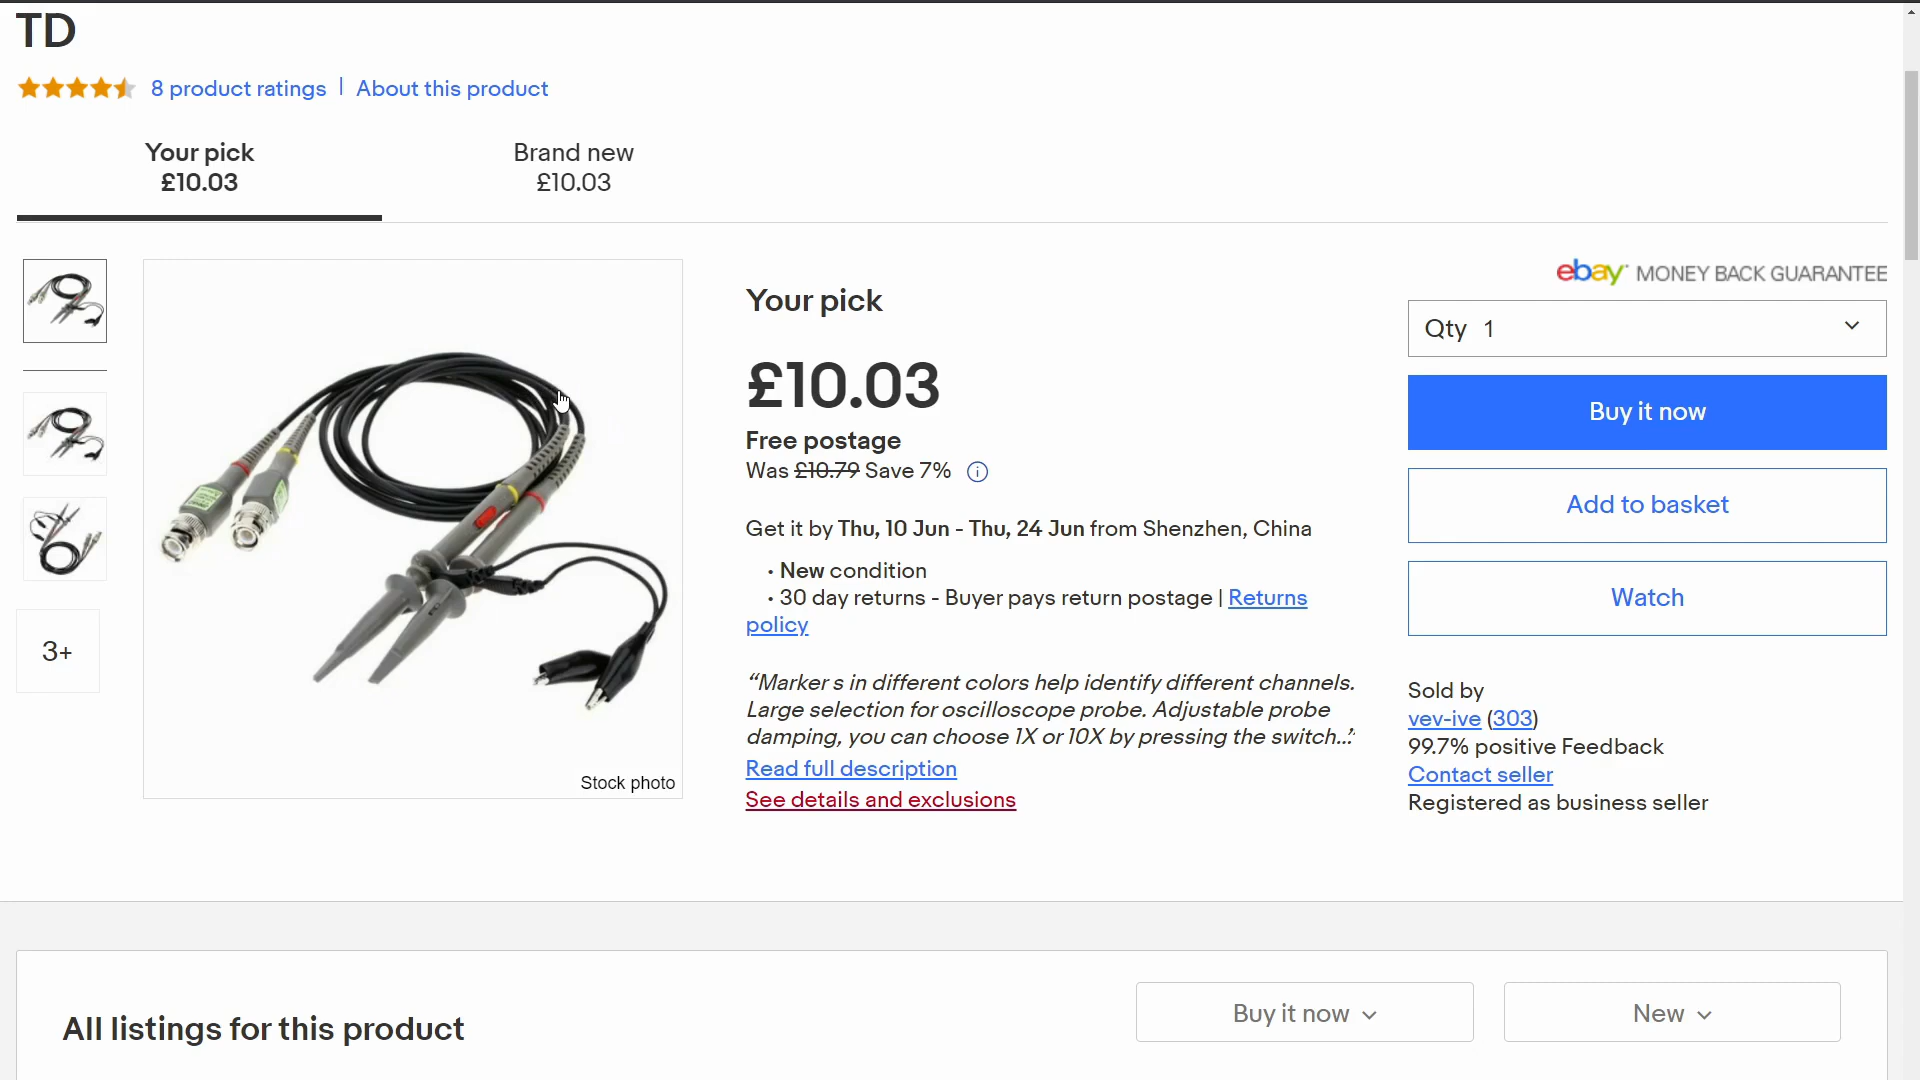 TD
8 product ratings | About this product
Your pick
£10.03
Brand new
£10.03
ebay MONEY BACK GUARANTEE
Your pick
Qty 1
£10.03
Buy it now
Free postage
Was £10.79 Save 7%
Add to basket
Get it by Thu, 10 Jun - Thu, 24 Jun from Shenzhen, China
• New condition
• 30 day returns - Buyer pays return postage | Returns
policy
Watch
3+
“Marker s in different colors help identify different channels.
Large selection for oscilloscope probe. Adjustable probe
damping, you can choose 1X or 10X by pressing the switch...”
Read full description
See details and exclusions
Stock photo
Sold by
vev-ive (303)
99.7% positive Feedback
Contact seller
Registered as business seller
All listings for this product
Buy it now
New